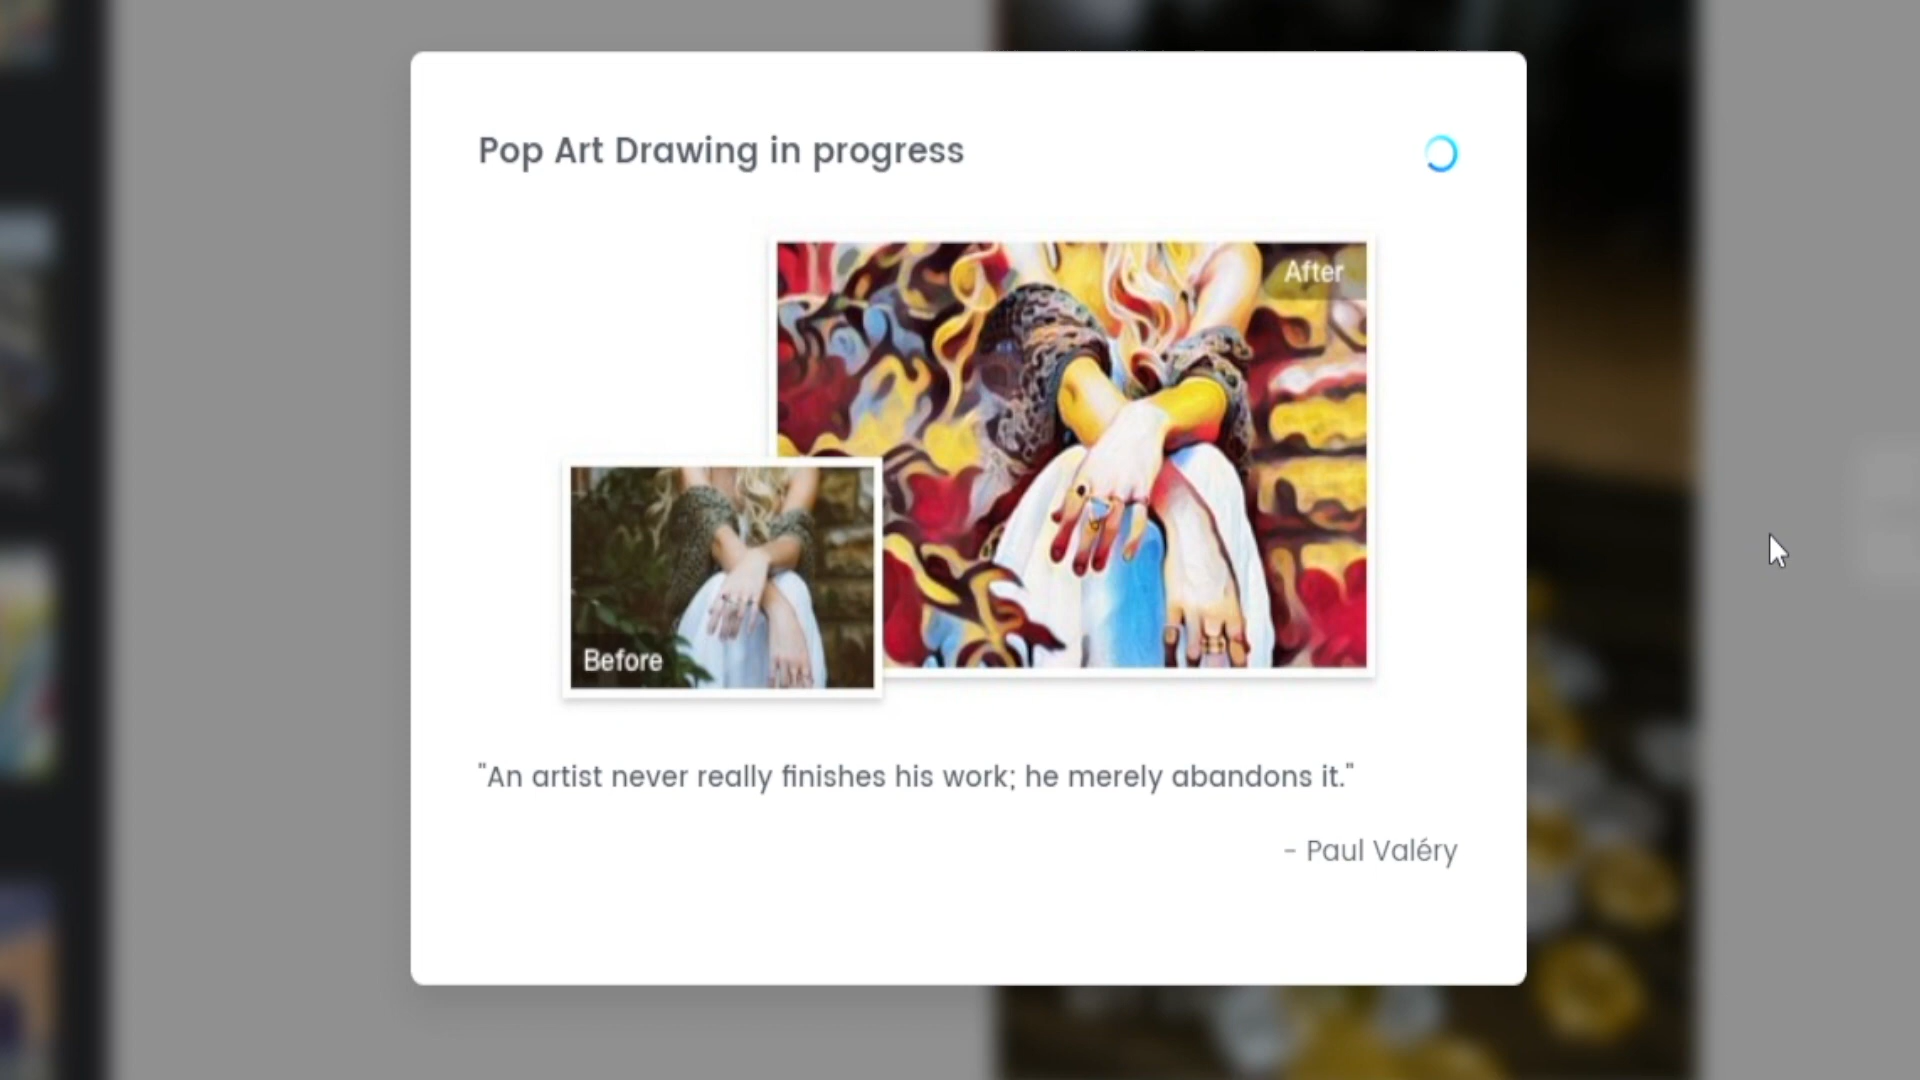 Pop Art Drawing in progress
After
Before
"An artist never really finishes his work; he merely abandons it."
- Paul Valéry